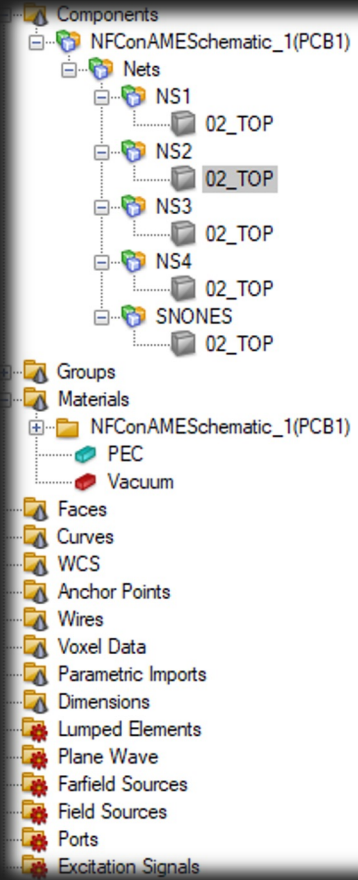 Components
NFConAMESchematic_1(PCB1)
Nets
NS1
02_TOP
NS2
02_TOP
NS3
02_TOP
NS4
02_TOP
SNONES
02_TOP
Groups
Materials
NFConAMESchematic_1(PCB1)
PEC
Vacuum
Faces
Curves
WCS
Anchor Points
Wires
Voxel Data
Parametric Imports
Dimensions
Lumped Elements
Plane Wave
Farfield Sources
Field Sources
Ports
Excitation Signals